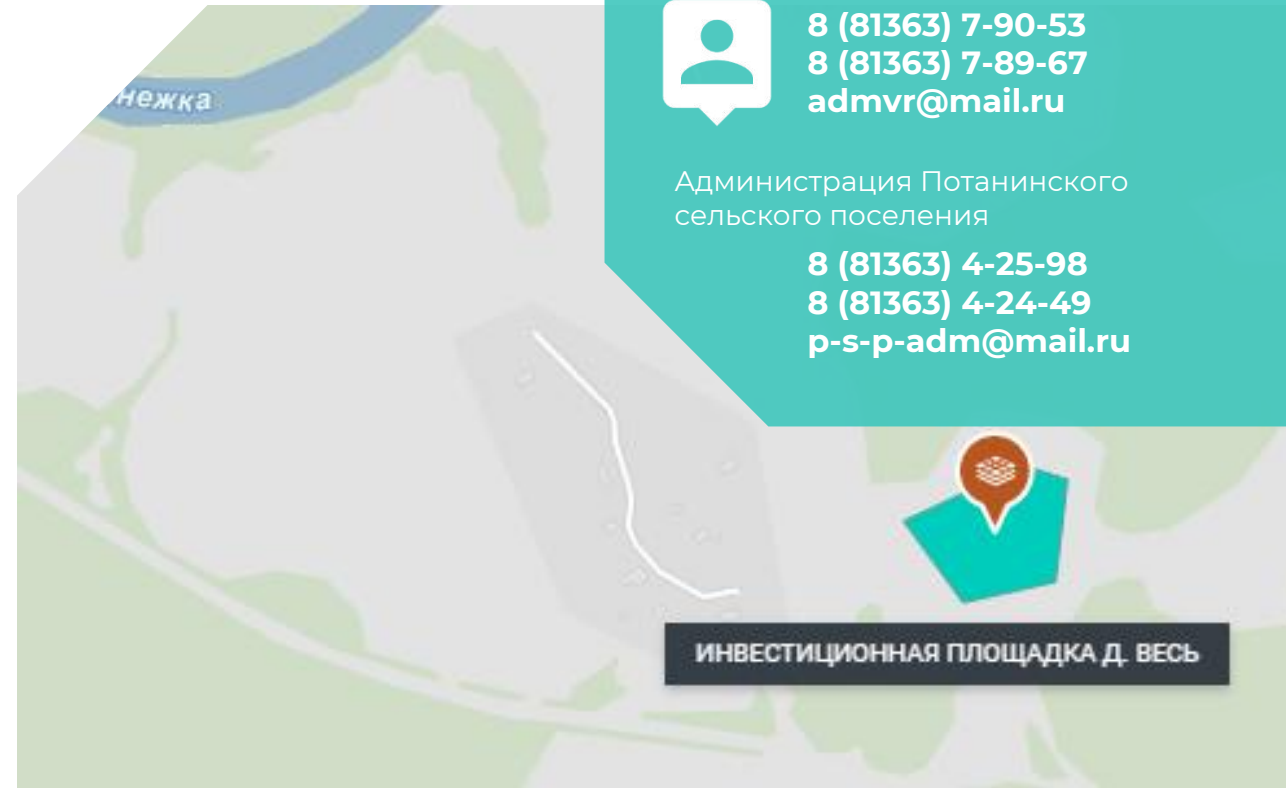 8 (81363) 7-90-53
8 (81363) 7-89-67
admvr@mail.ru
Администрация Потанинского
сельского поселения
8 (81363) 4-25-98
8 (81363) 4-24-49
p-s-p-adm@mail.ru
нежка
ИНВЕСТИЦИОННАЯ ПЛОЩАДКА Д. ВЕСЬ